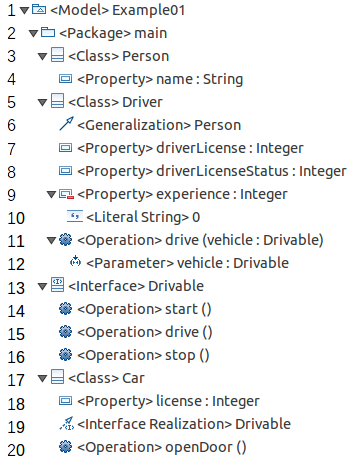 1 <Model> Example01
2 <Package> main
3 <Class> Person
4 <Property> name : String
5 <Class> Driver
6 <Generalization> Person
7 <Property> driverLicense : Integer
8 <Property> driverLicenseStatus : Integer
9 <Property> experience : Integer
10 <Literal String> 0
11 <Operation> drive (vehicle : Drivable)
12 <Parameter> vehicle : Drivable
13 <Interface> Drivable
14 <Operation> start ()
15 <Operation> drive ()
16 <Operation> stop ()
17 <Class> Car
18 <Property> license : Integer
19 <Interface Realization> Drivable
20 <Operation> openDoor ()